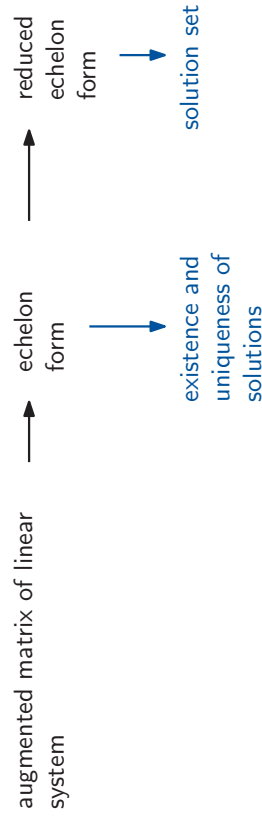 augmented matrix of linear
system
echelon
form
reduced
echelon
form
existence and
uniqueness of
solutions
solution set